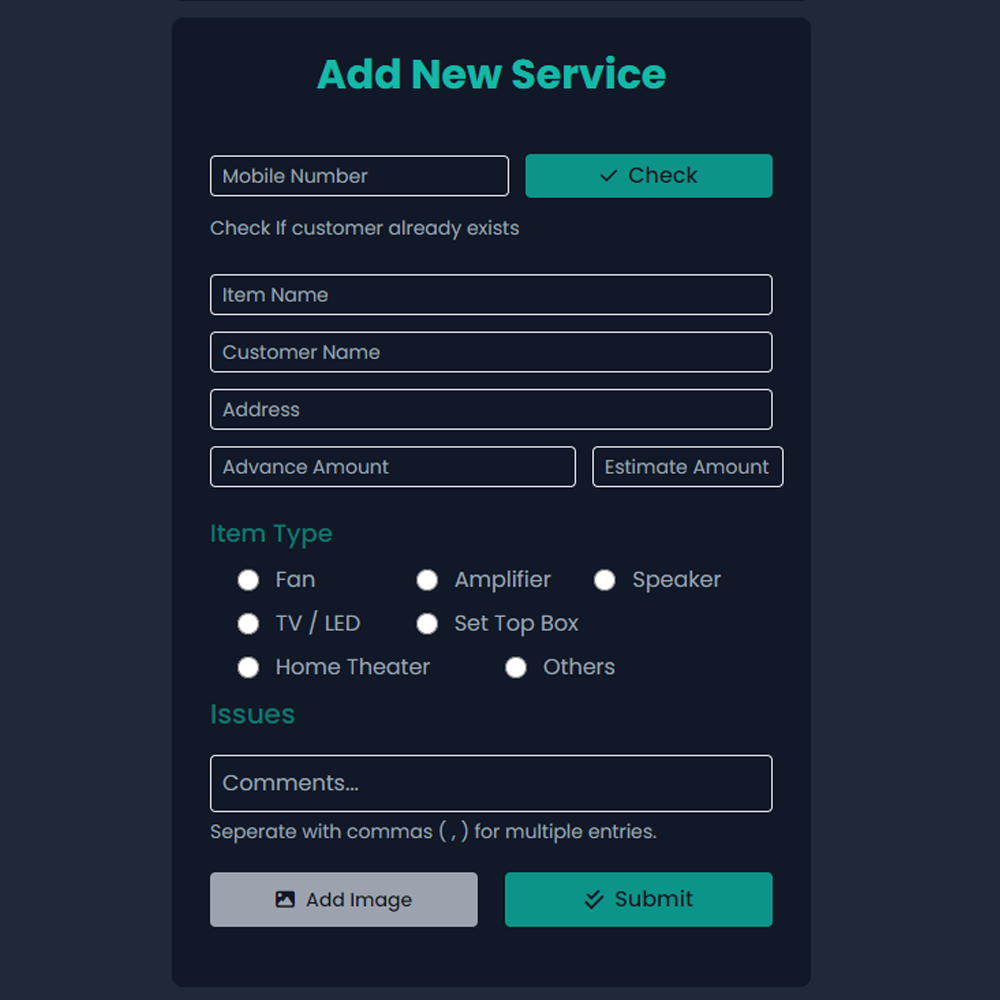 Add New Service
Mobile Number
Check
Check If customer already exists
Item Name
Customer Name
Address
Advance Amount Estimate Amount
Item Type
Fan Amplifier Speaker
TV / LED Set Top Box
Home Theater Others
Issues
Comments...
Seperate with commas ( , ) for multiple entries.
Add Image Submit